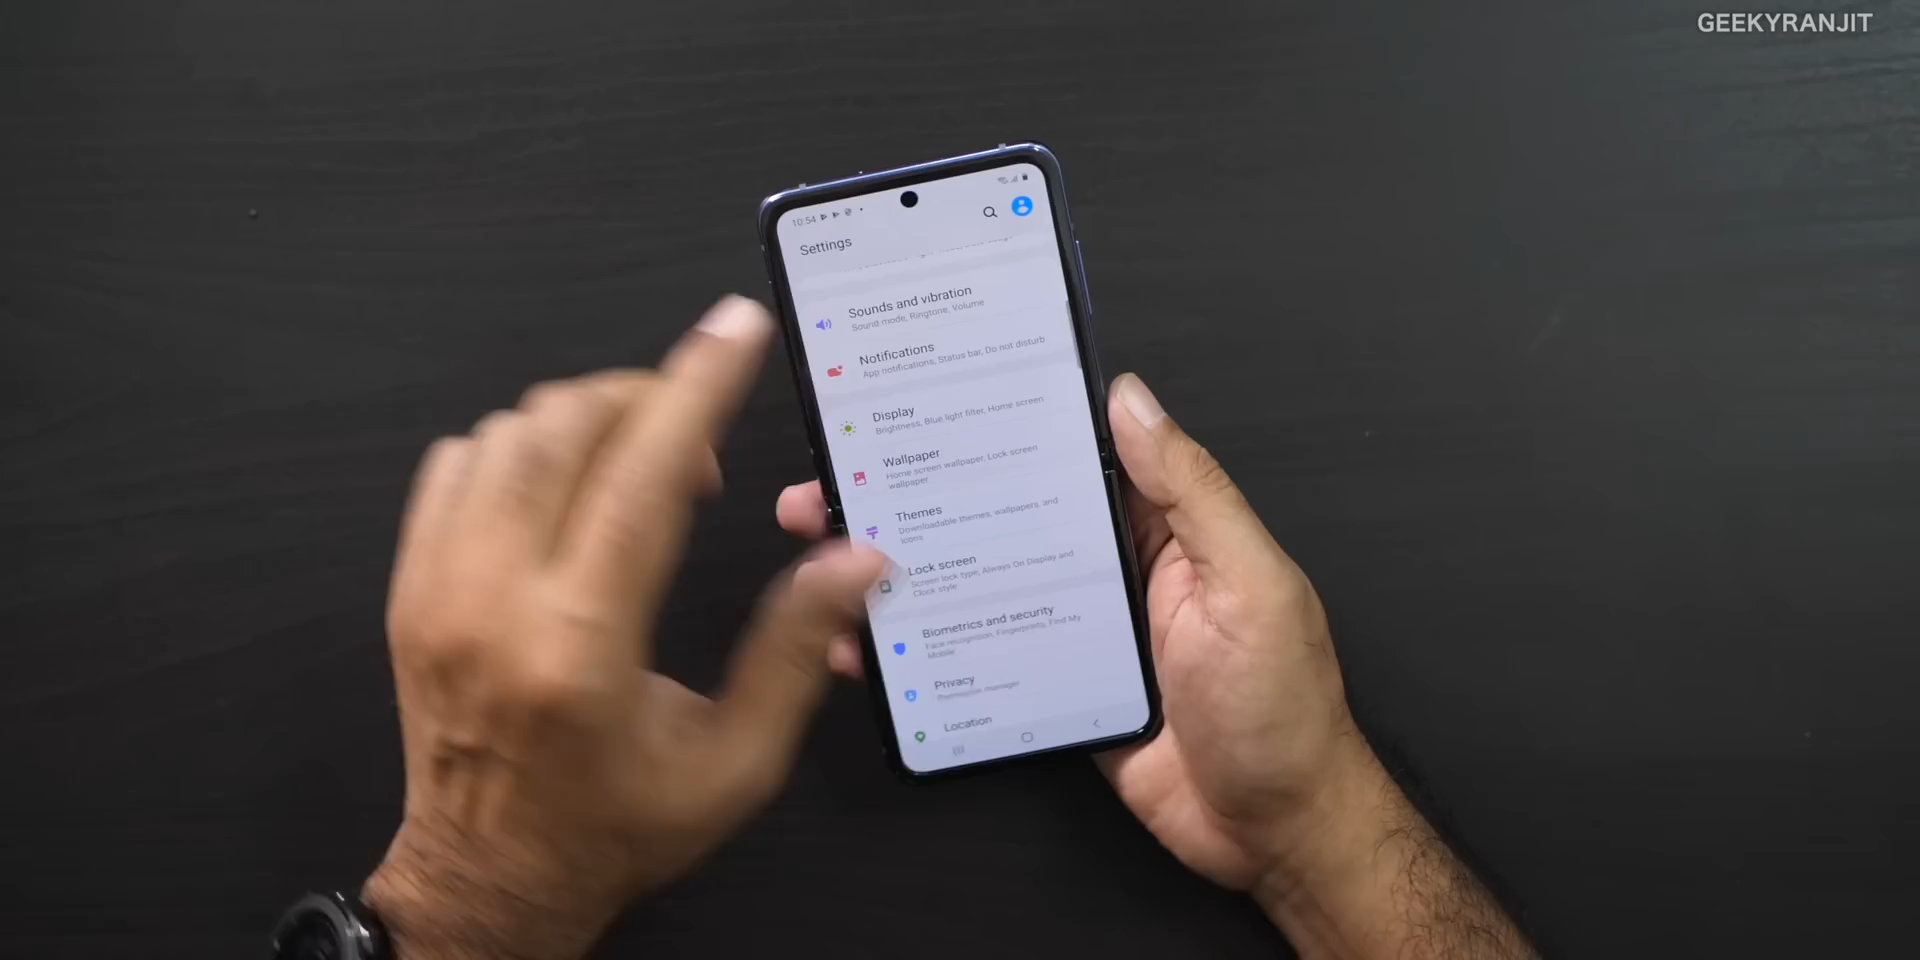 GEEKYRANJIT
10:54
Settings
Sounds and vibration
Sound mode, Ringtone, Volume
Notifications
App notifications, Status bar, Do not disturb
Display
Brightness, Blue light filter, Home screen
Wallpaper
Home screen wallpaper, Lock screen
wallpaper
Themes
Downloadable themes, wallpapers, and
icons
Lock screen
Screen lock type, Always On Display and
Clock style
Biometrics and security
Face recognition, Fingerprints, Find My
Mobile
Privacy
Permission manager
Location